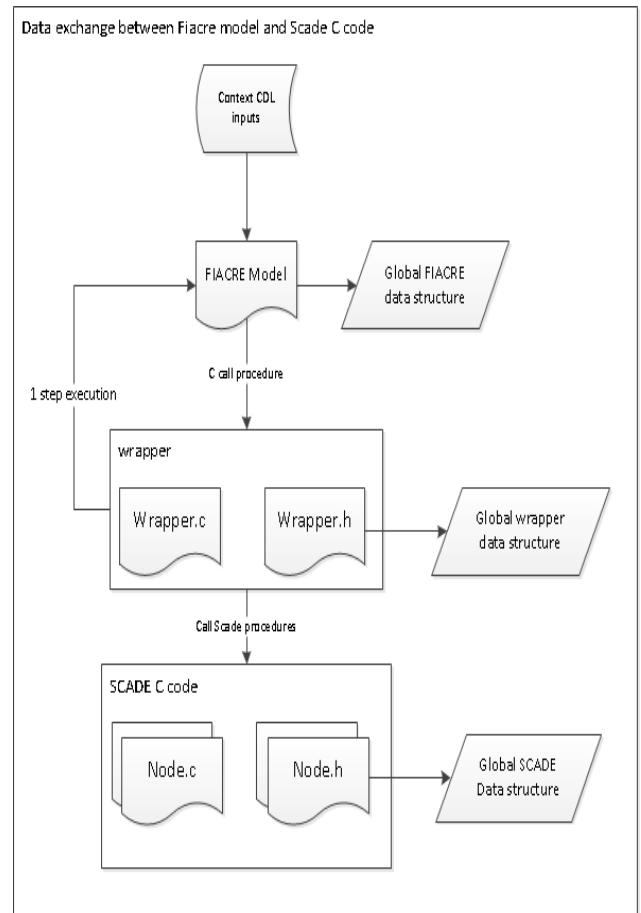 Data exchange between Fiacre model and Scade C code
Context CDL
inputs
FIACRE Model
Global FIACRE
data structure
C call procedure
1 step execution
wrapper
Wrapper.c
Wrapper.h
Global wrapper
data structure
Call Scade procedures
SCADE C code
Node.c
Node.h
Global SCADE
Data structure